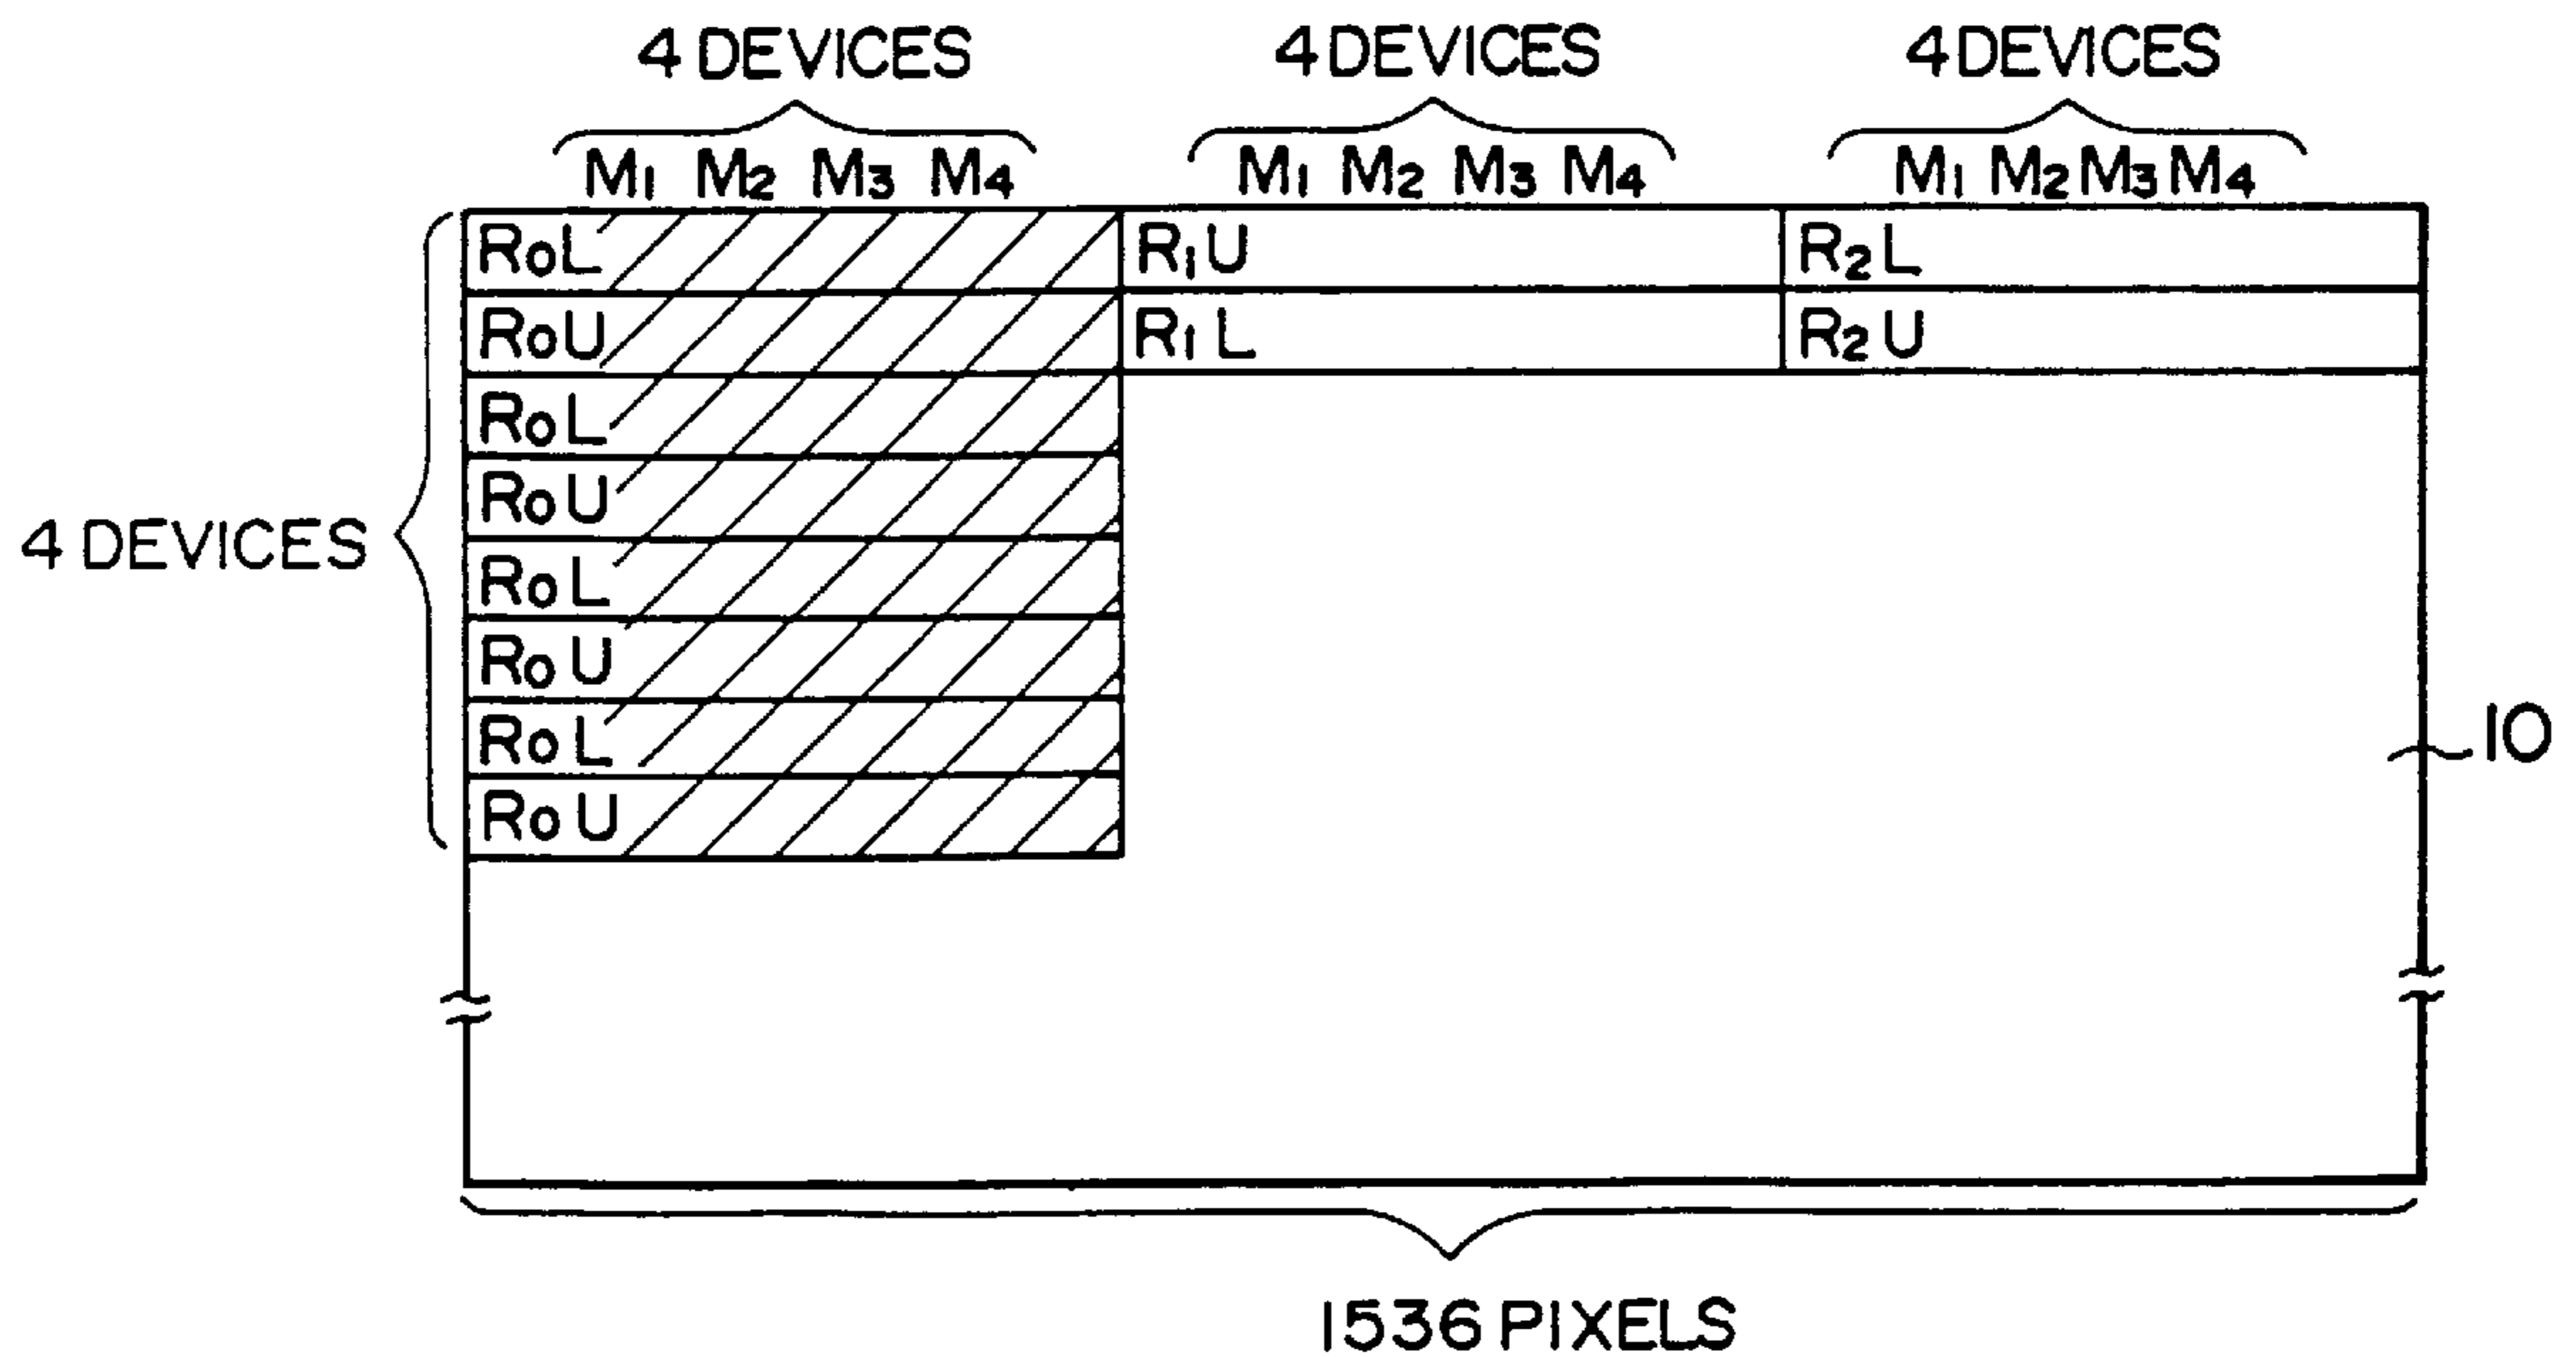 4 DEVICES 4 DEVICES 4 DEVICES
M1 M2 M3 M4 M1 M2 M3 M4 M1 M2 M3 M4
R0L R1U R2L
R0U R1L R2U
R0L
R0U
4 DEVICES
R0L
R0U
R0L
10
R0U
1536 PIXELS